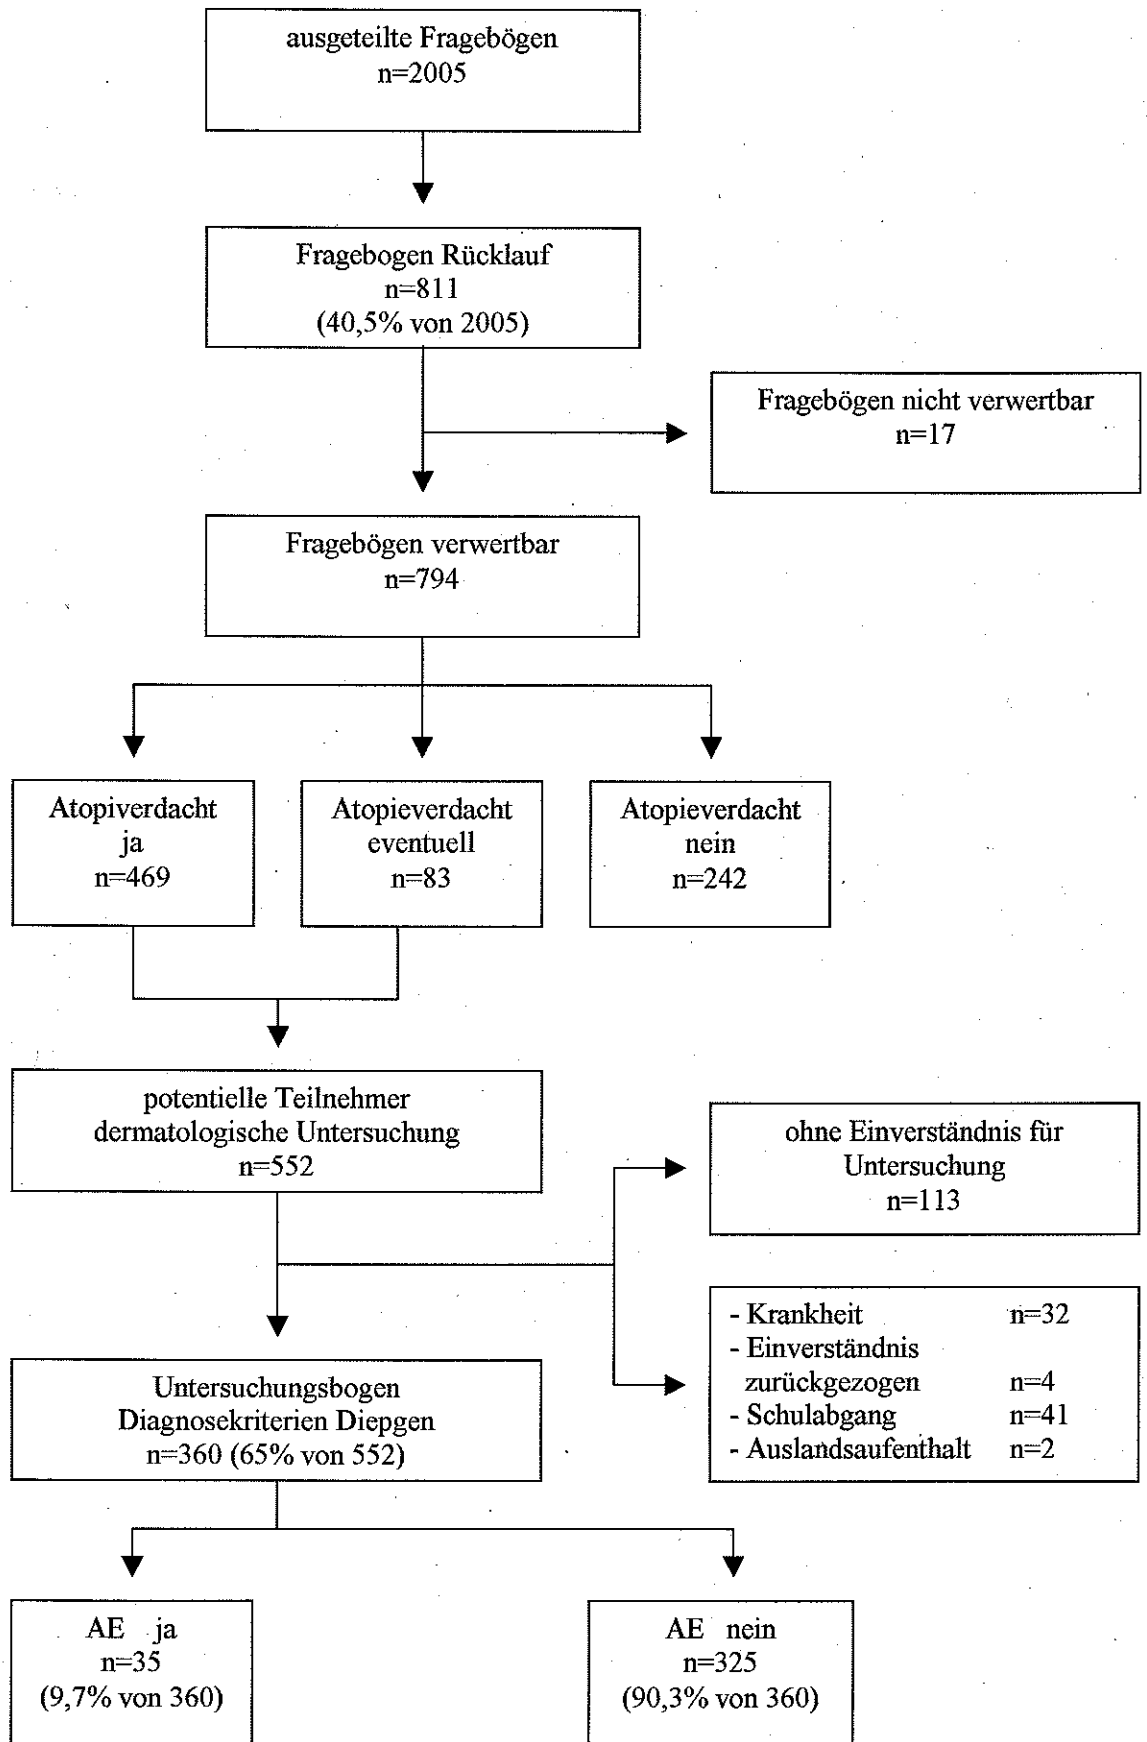 ausgeteilte Fragebögen
n=2005
Fragebogen Rücklauf
n=811
(40,5% von 2005)
Fragebögen nicht verwertbar
n=17
Fragebögen verwertbar
n=794
Atopiverdacht
ja
n=469
Atopieverdacht
eventuell
n=83
Atopieverdacht
nein
n=242
potentielle Teilnehmer
dermatologische Untersuchung
n=552
ohne Einverständnis für
Untersuchung
n=113
- Krankheit n=32
- Einverständnis
zurückgezogen n=4
- Schulabgang n=41
- Auslandsaufenthalt n=2
Untersuchungsbogen
Diagnosekriterien Diepgen
n=360 (65% von 552)
AE ja
n=35
(9,7% von 360)
AE nein
n=325
(90,3% von 360)